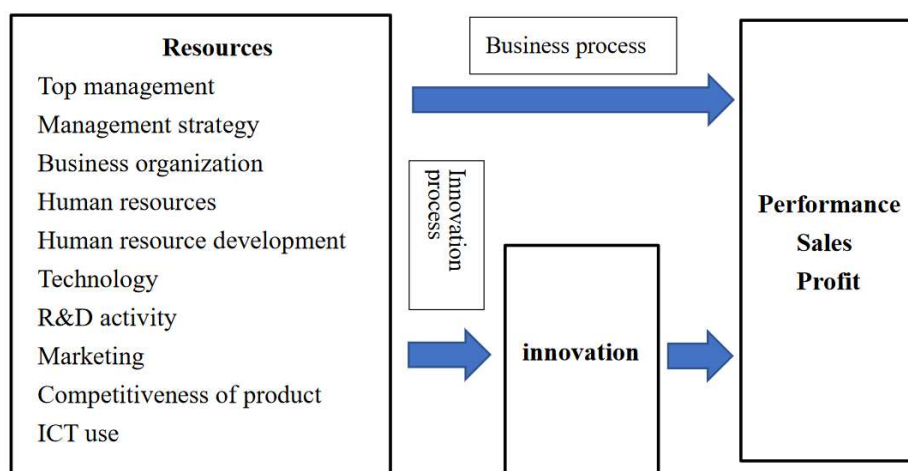 Resources
Top management
Management strategy
Business organization
Human resources
Human resource development
Technology
R&D activity
Marketing
Competitiveness of product
ICT use
Business process
Innovation
process
innovation
Performance
Sales
Profit